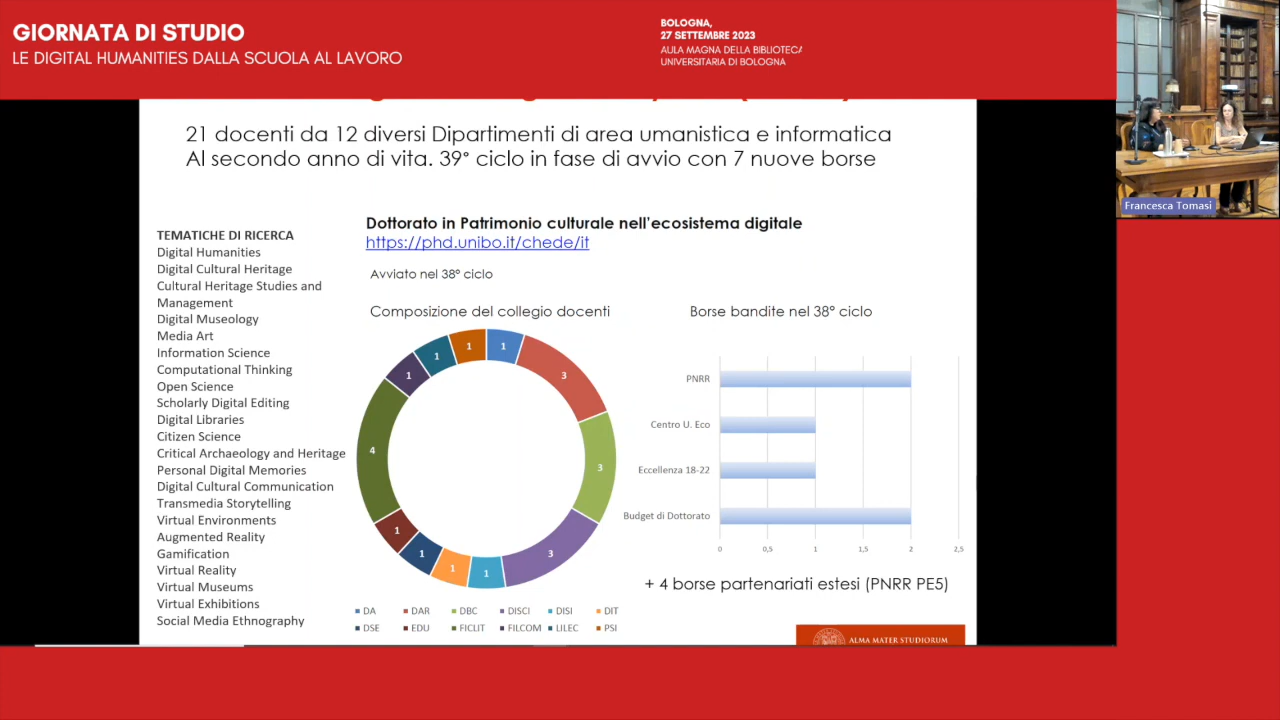 GIORNATA DI STUDIO
LE DIGITAL HUMANITIES DALLA SCUOLA AL LAVORO
BOLOGNA,
27 SETTEMBRE 2023
AULA MAGNA DELLA BIBLIOTECA
UNIVERSITARIA DI BOLOGNA
Francesca Tomasi
21 docenti da 12 diversi Dipartimenti di area umanistica e informatica
Al secondo anno di vita. 39° ciclo in fase di avvio con 7 nuove borse
TEMATICHE DI RICERCA
Digital Humanities
Digital Cultural Heritage
Cultural Heritage Studies and
Management
Digital Museology
Media Art
Information Science
Computational Thinking
Open Science
Scholarly Digital Editing
Digital Libraries
Citizen Science
Critical Archaeology and Heritage
Personal Digital Memories
Digital Cultural Communication
Transmedia Storytelling
Virtual Environments
Augmented Reality
Gamification
Virtual Reality
Virtual Museums
Virtual Exhibitions
Social Media Ethnography
Dottorato in Patrimonio culturale nell'ecosistema digitale
https://phd.unibo.it/chede/it
Avviato nel 38° ciclo
Composizione del collegio docenti
1
3
3
3
1
1
1
1
4
1
1
1
DA DAR DBC DISCI DISI DIT
DSE EDU FICLIT FILCOM LILEC PSI
Borse bandite nel 38° ciclo
PNRR
Centro U. Eco
Eccellenza 18-22
Budget di Dottorato
0 0,5 1 1,5 2 2,5
+ 4 borse partenariati estesi (PNRR PE5)
ALMA MATER STUDIORUM